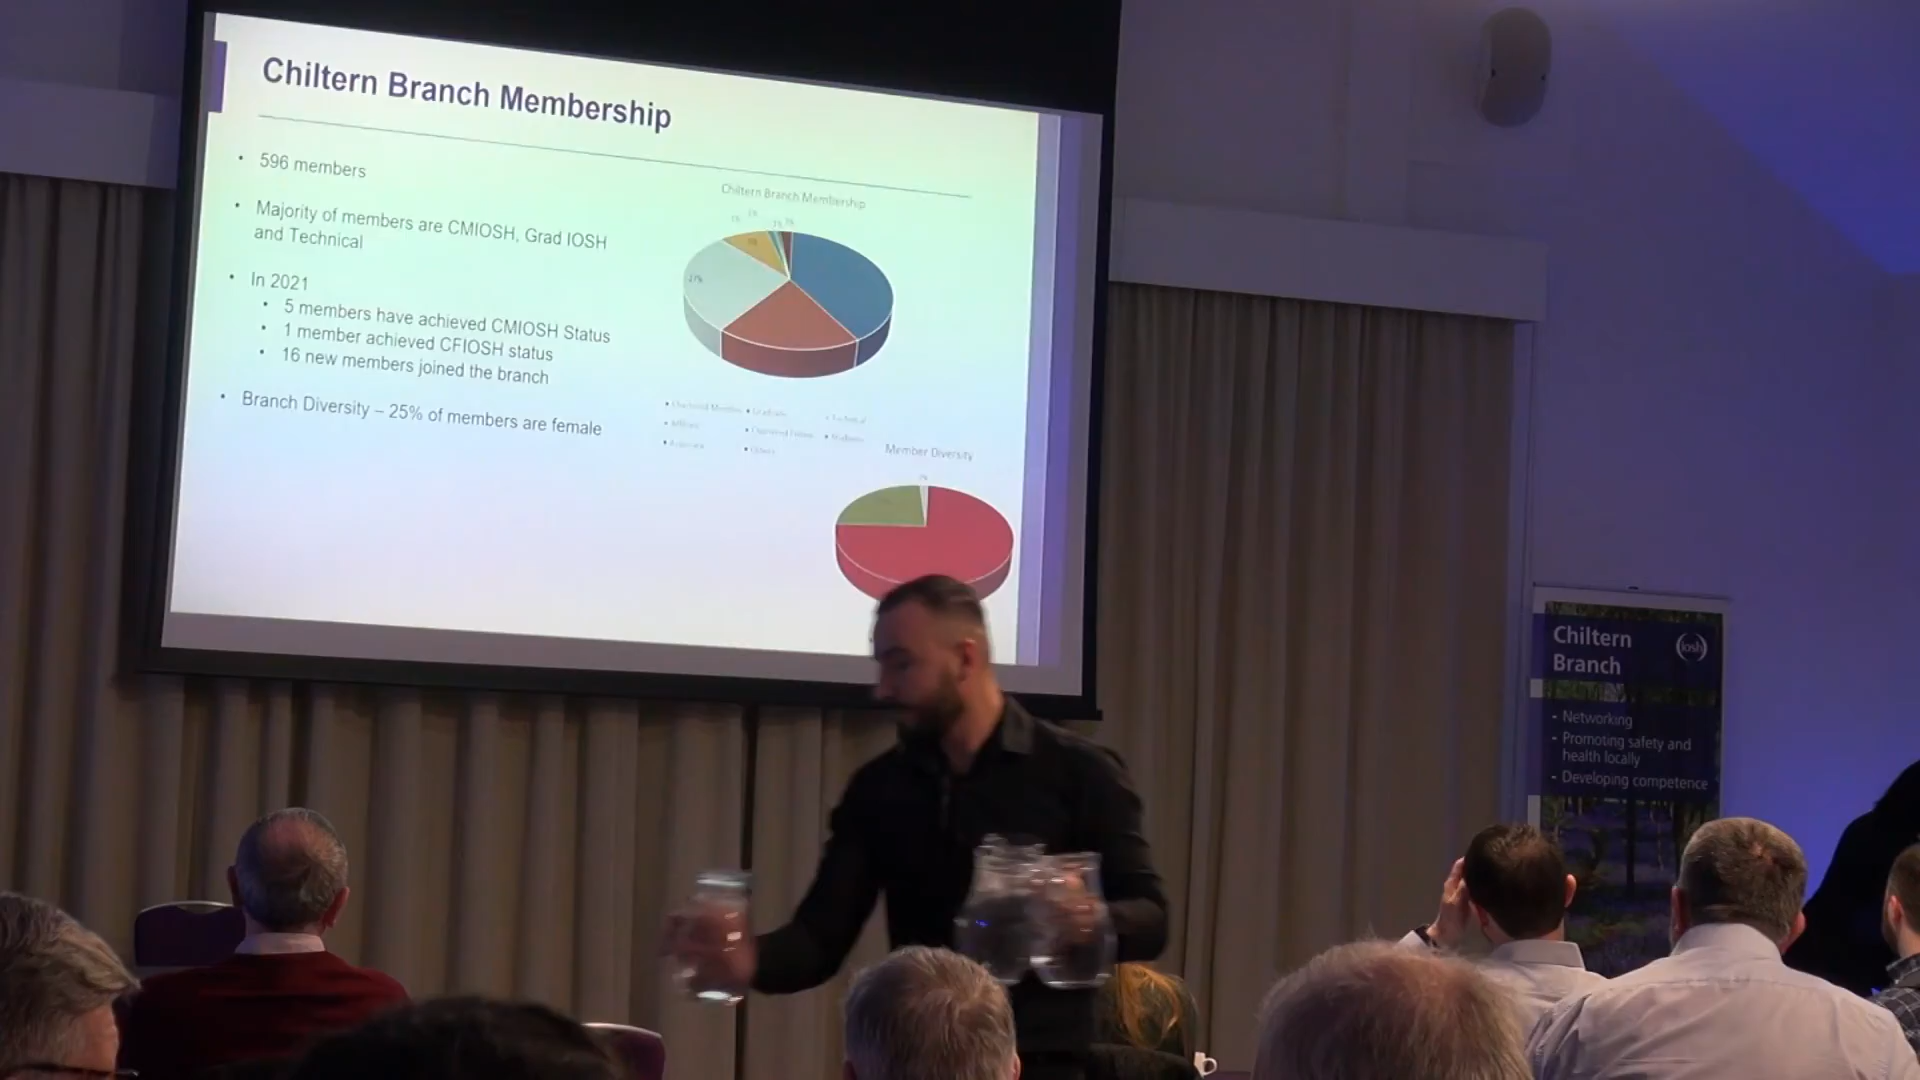 Chiltern Branch Membership
• 596 members
• Majority of members are CMIOSH, Grad IOSH
and Technical
• In 2021
• 5 members have achieved CMIOSH Status
• 1 member achieved CFIOSH status
• 16 new members joined the branch
• Branch Diversity – 25% of members are female
Chiltern Branch Membership
Member Diversity
Chiltern
Branch
iosh
- Networking
- Promoting safety and
health locally
- Developing competence